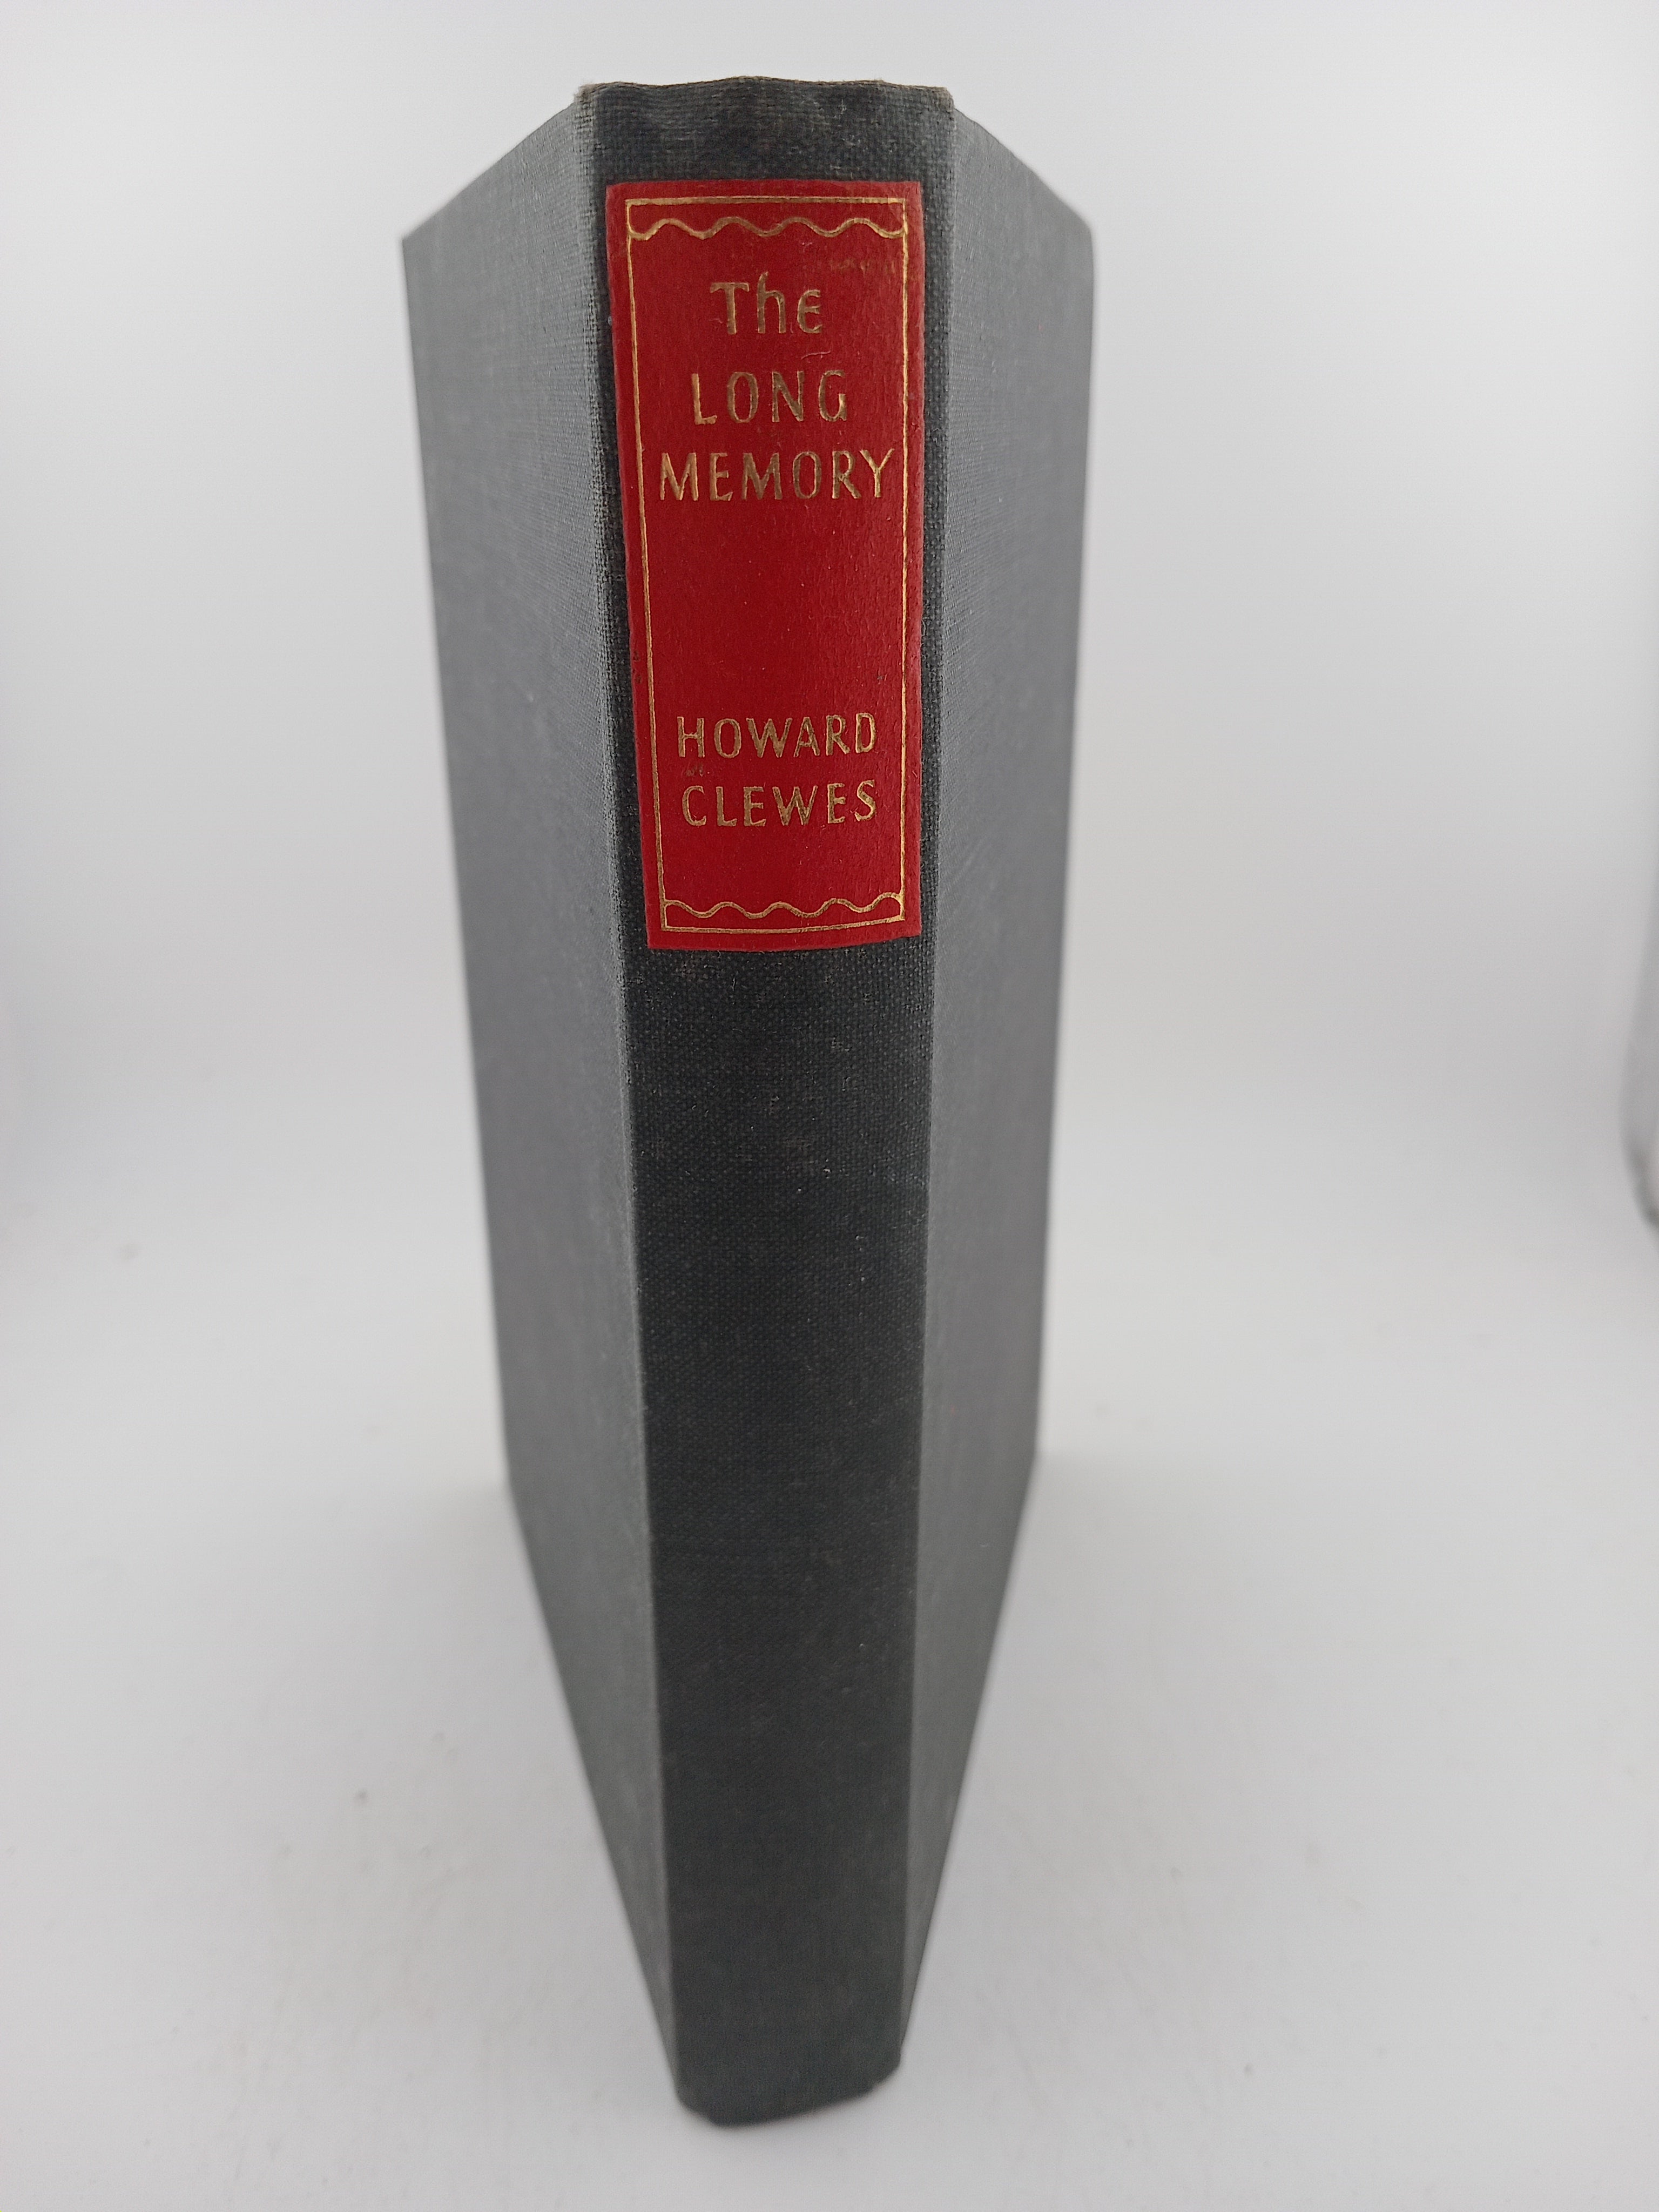 The
LONG
MEMORY
HOWARD
CLEWES